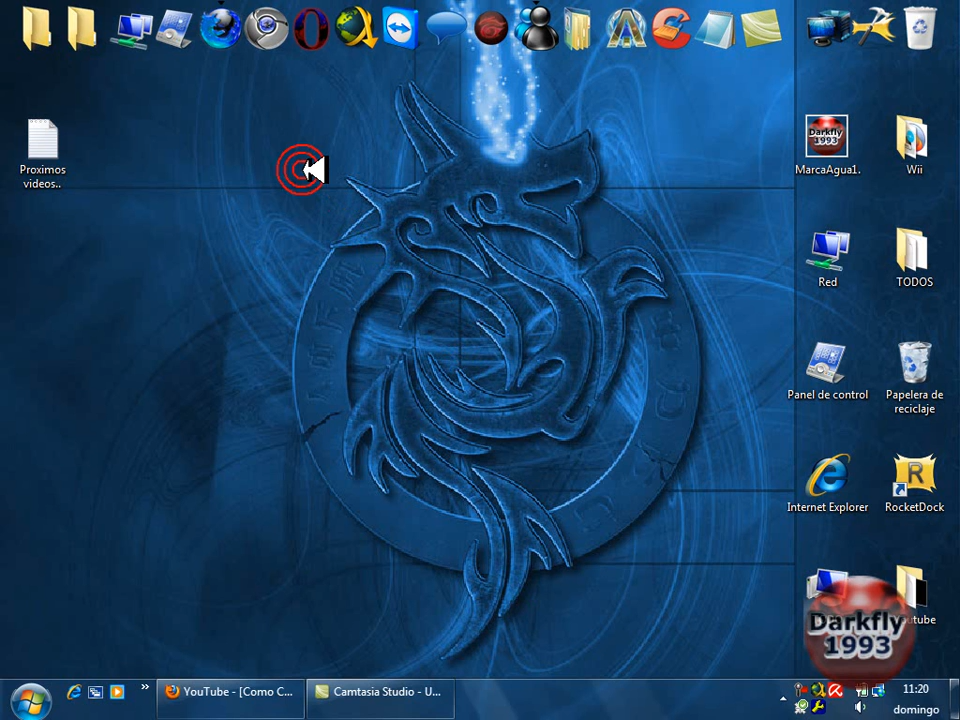 Proximos
videos..
Darkfly
1993
MarcaAgua1.
Wii
Red
TODOS
Panel de control
Papelera de
reciclaje
Internet Explorer
R
RocketDock
Darkfly
1993
YouTube - [Como C...
Camtasia Studio - U...
11:20
domingo